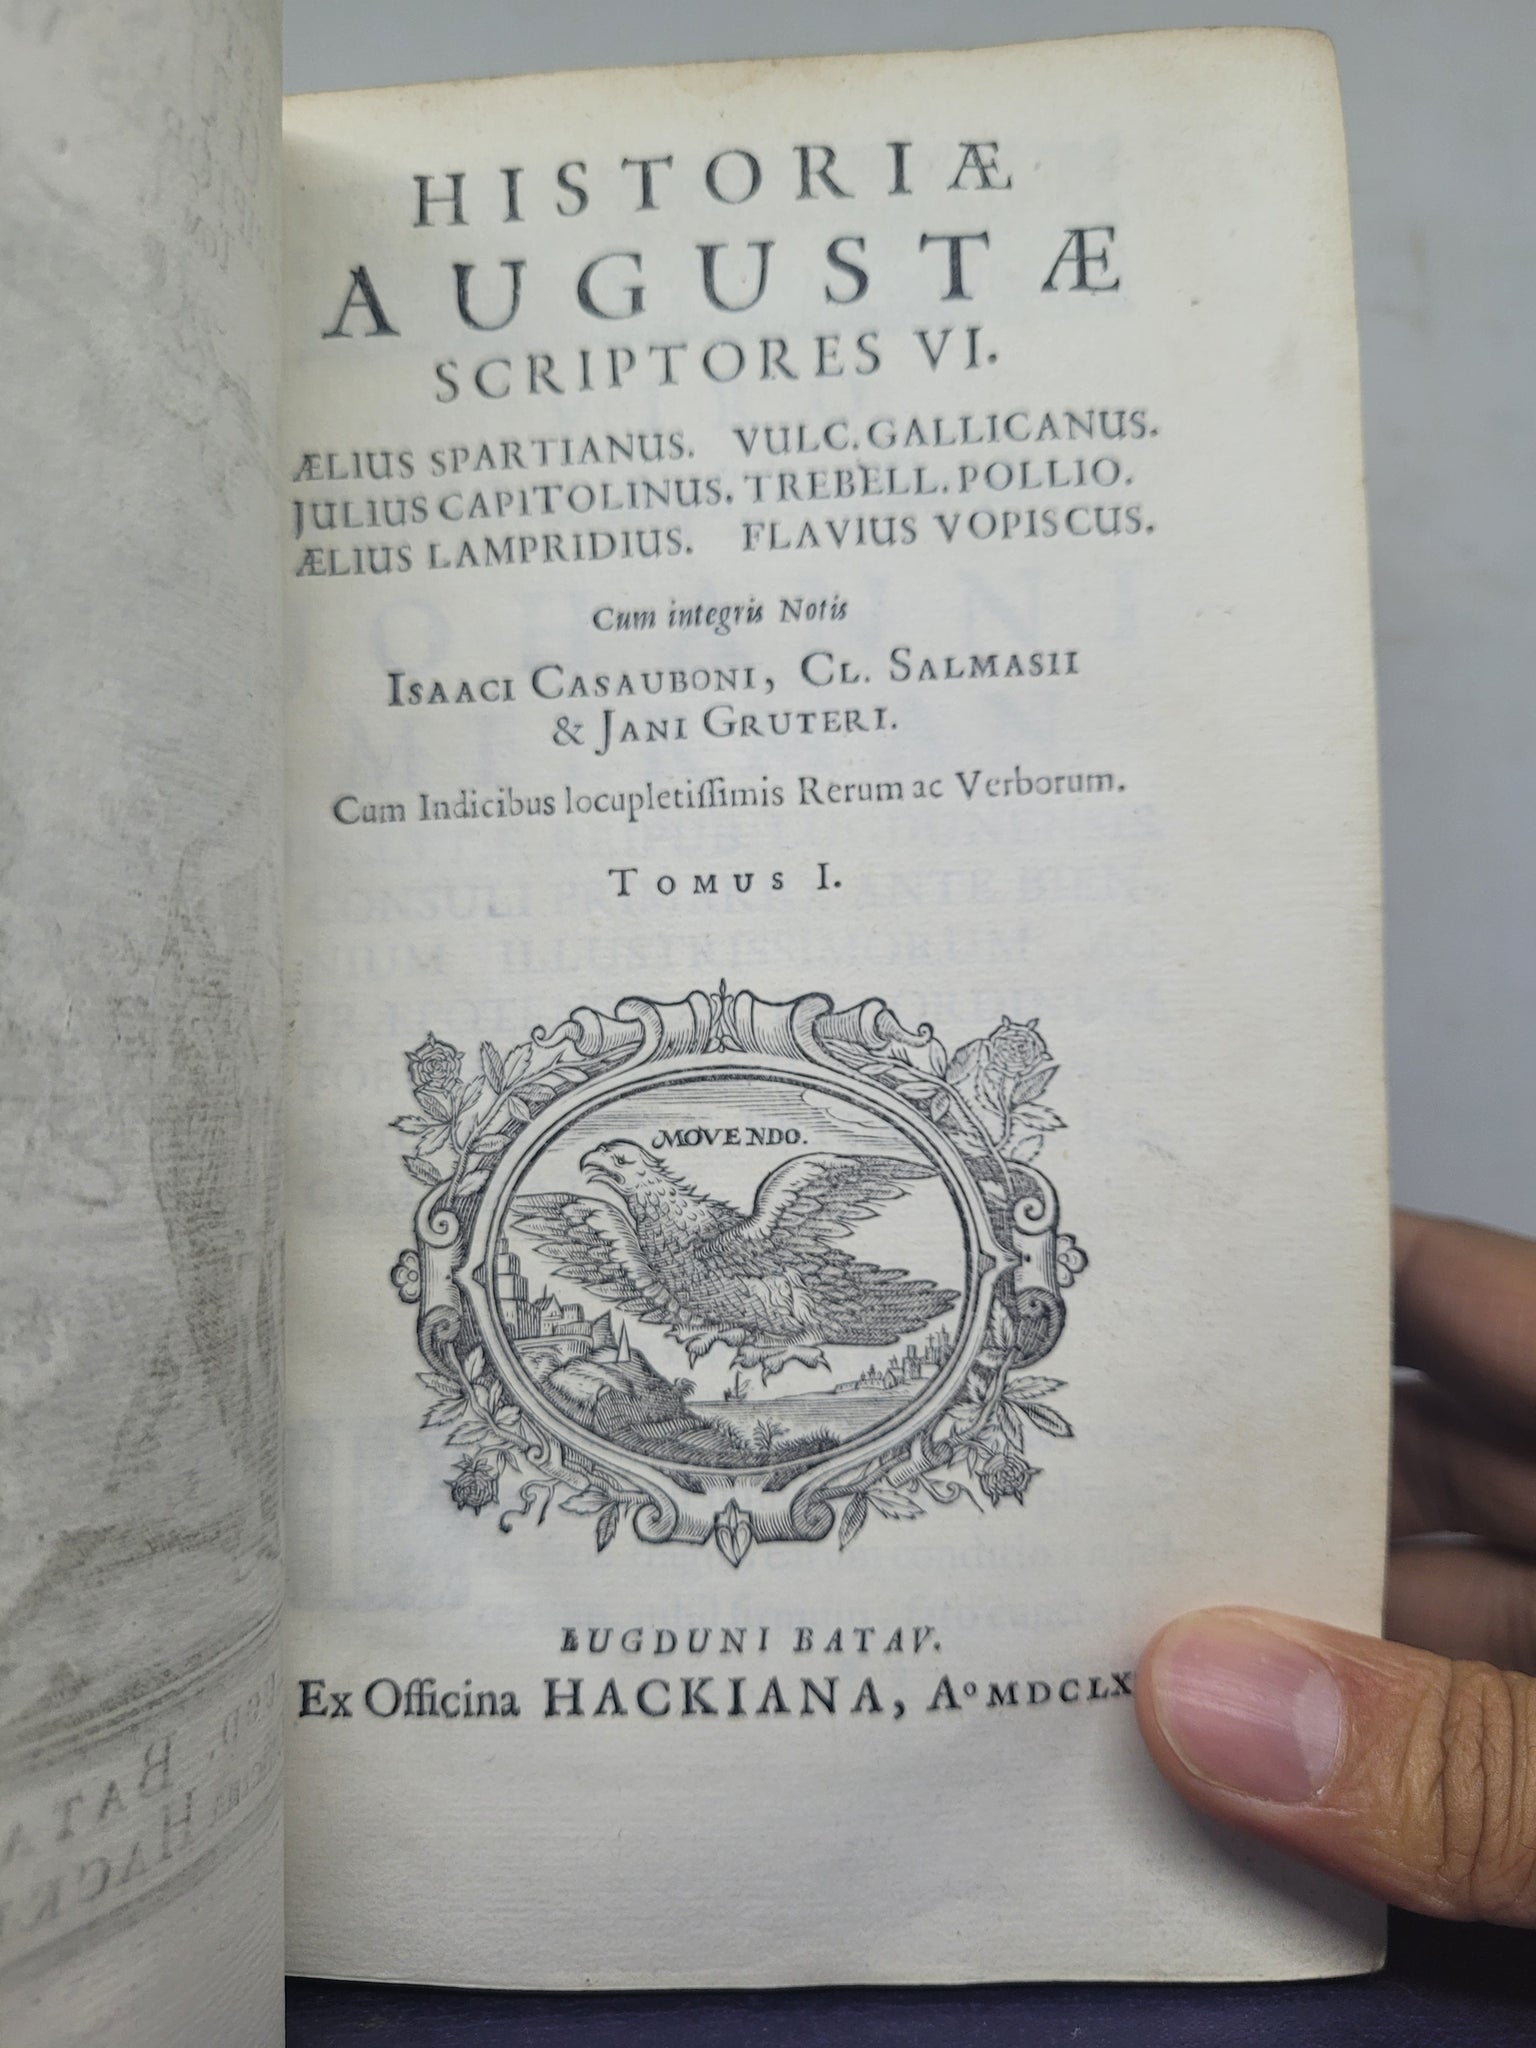 HISTORIÆ
AUGUSTÆ
SCRIPTORES VI.
ÆLIUS SPARTIANUS. VULC. GALLICANUS.
JULIUS CAPITOLINUS. TREBELL. POLLIO.
ÆLIUS LAMPRIDIUS. FLAVIUS VOPISCUS.
Cum integris Notis
ISAACI CASAUBONI, CL. SALMASII
& JANI GRUTERI.
Cum Indicibus locupletiſſimis Rerum ac Verborum.
TOMUS I.
MOVENDO.
LUGDUNI BATAV.
Ex Officina HACKIANA, Aº MDCLX